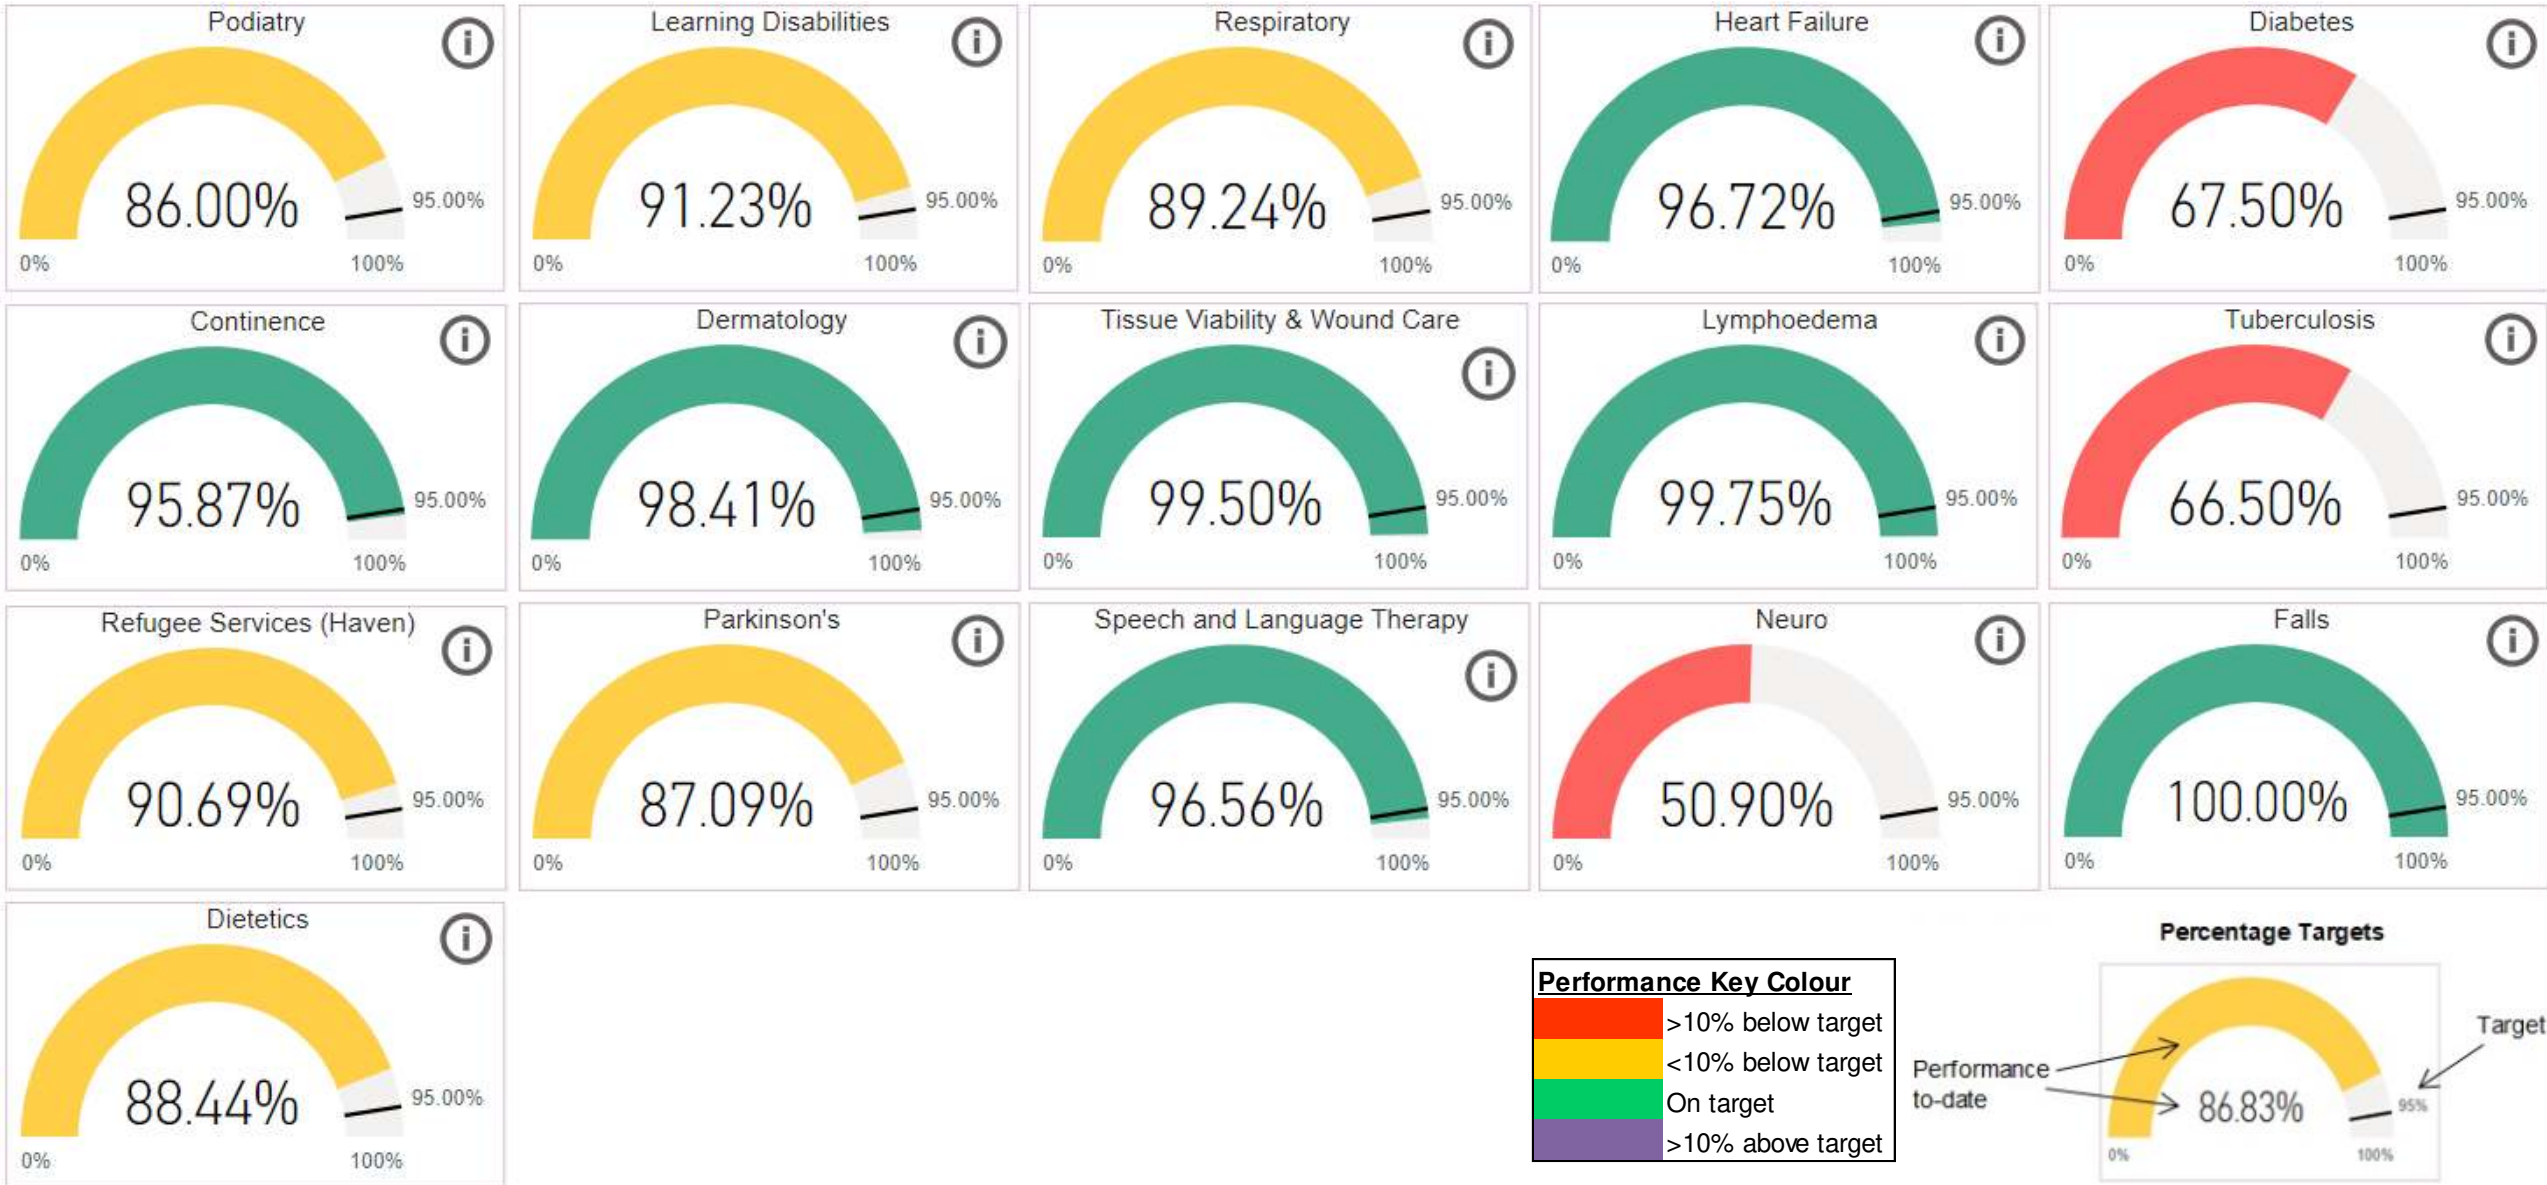 Podiatry
86.00%
95.00%
0%
100%
Learning Disabilities
91.23%
95.00%
0%
100%
Respiratory
89.24%
95.00%
0%
100%
Heart Failure
96.72%
95.00%
0%
100%
Diabetes
67.50%
95.00%
0%
100%
Continence
95.87%
95.00%
0%
100%
Dermatology
98.41%
95.00%
0%
100%
Tissue Viability & Wound Care
99.50%
95.00%
0%
100%
Lymphoedema
99.75%
95.00%
0%
100%
Tuberculosis
66.50%
95.00%
0%
100%
Refugee Services (Haven)
90.69%
95.00%
0%
100%
Parkinson's
87.09%
95.00%
0%
100%
Speech and Language Therapy
96.56%
95.00%
0%
100%
Neuro
50.90%
95.00%
0%
100%
Falls
100.00%
95.00%
0%
100%
Dietetics
88.44%
95.00%
0%
100%
Performance Key Colour
>10% below target
<10% below target
On target
>10% above target
Percentage Targets
Target
Performance
to-date
86.83%
95%
0%
100%